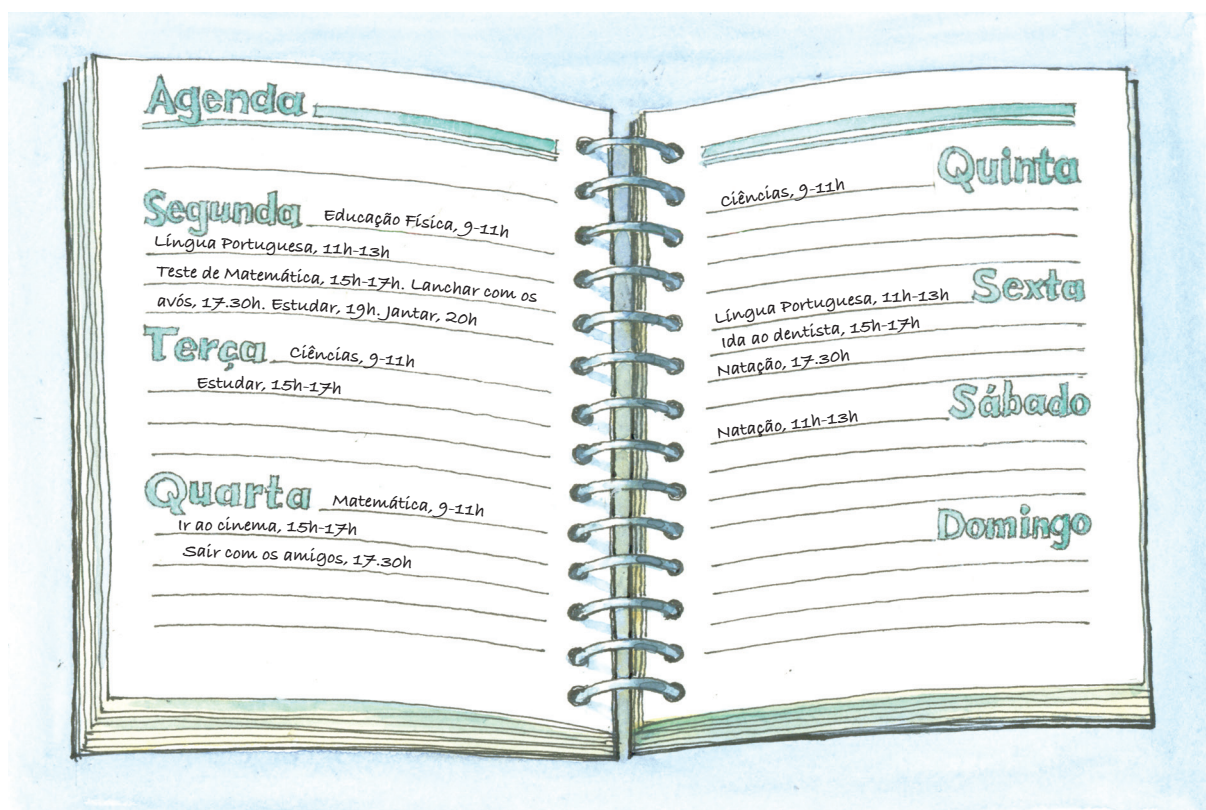 Agenda
Segunda Educação Física, 9-11h
Língua Portuguesa, 11h-13h
Teste de Matemática, 15h-17h. Lanchar com os
avós, 17.30h. Estudar, 19h. Jantar, 20h
Terça Ciências, 9-11h
Estudar, 15h-17h
Quarta Matemática, 9-11h
Ir ao cinema, 15h-17h
Sair com os amigos, 17.30h
Quinta
Ciências, 9-11h
Sexta
Língua Portuguesa, 11h-13h
Ida ao dentista, 15h-17h
Natação, 17.30h
Sábado
Natação, 11h-13h
Domingo